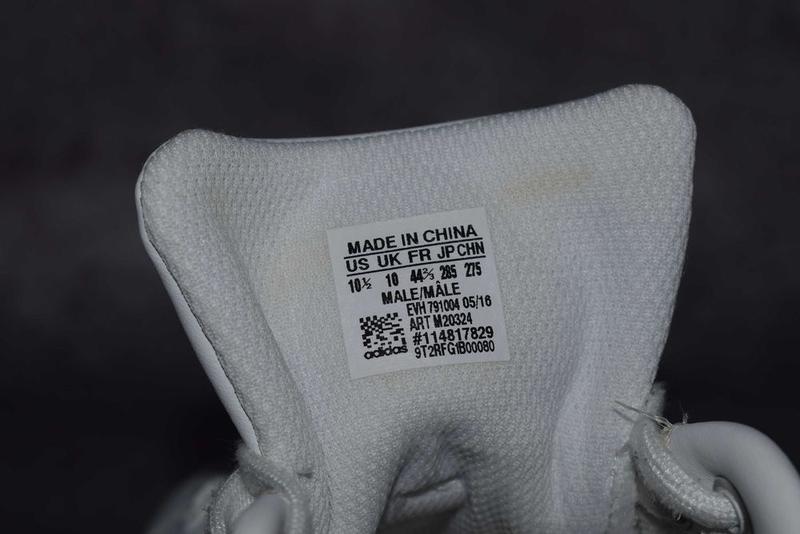 MADE IN CHINA
US UK FR JP CHN
10½ 10 44⅔ 285 275
MALE/MÂLE
EVH 791004 05/16
ART M20324
#114817829
adidas 9T2RFG1B00080